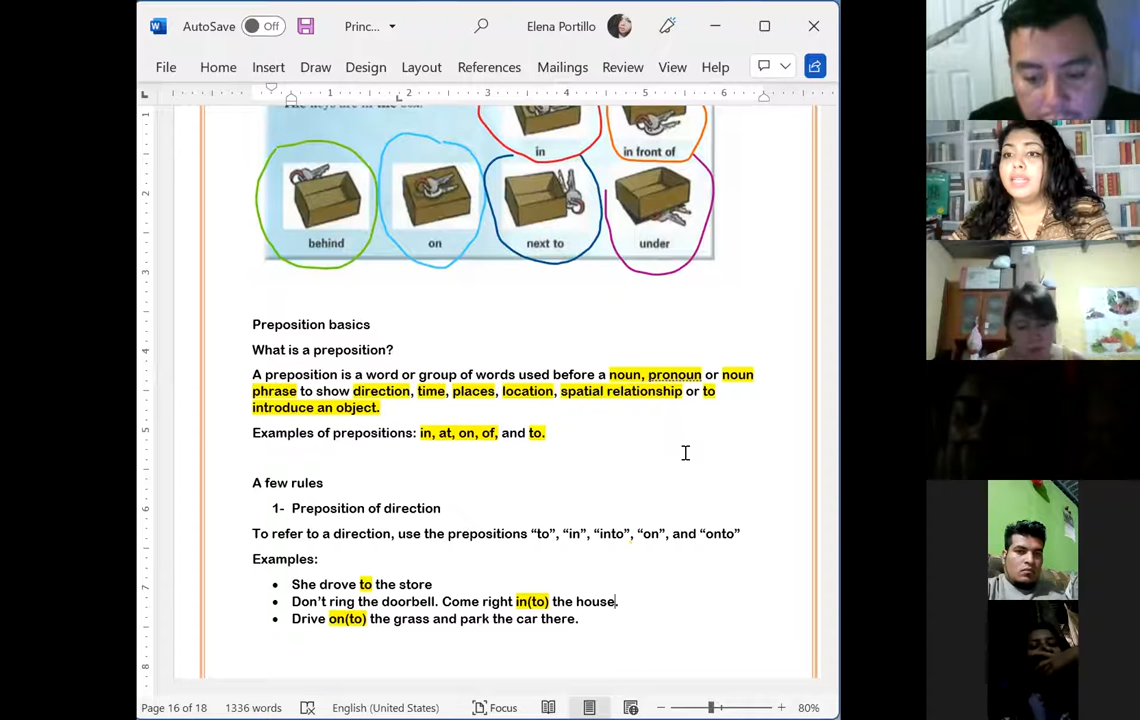 AutoSave Off Princ... Elena Portillo
File Home Insert Draw Design Layout References Mailings Review View Help
1 2 3 4 5 6
in
in front of
behind
on
next to
under
Preposition basics
What is a preposition?
A preposition is a word or group of words used before a noun, pronoun or noun
phrase to show direction, time, places, location, spatial relationship or to
introduce an object.
Examples of prepositions: in, at, on, of, and to.
A few rules
1- Preposition of direction
To refer to a direction, use the prepositions “to”, “in”, “into”, “on”, and “onto”
Examples:
• She drove to the store
• Don’t ring the doorbell. Come right in(to) the house.
• Drive on(to) the grass and park the car there.
Page 16 of 18 1336 words English (United States) Focus 80%